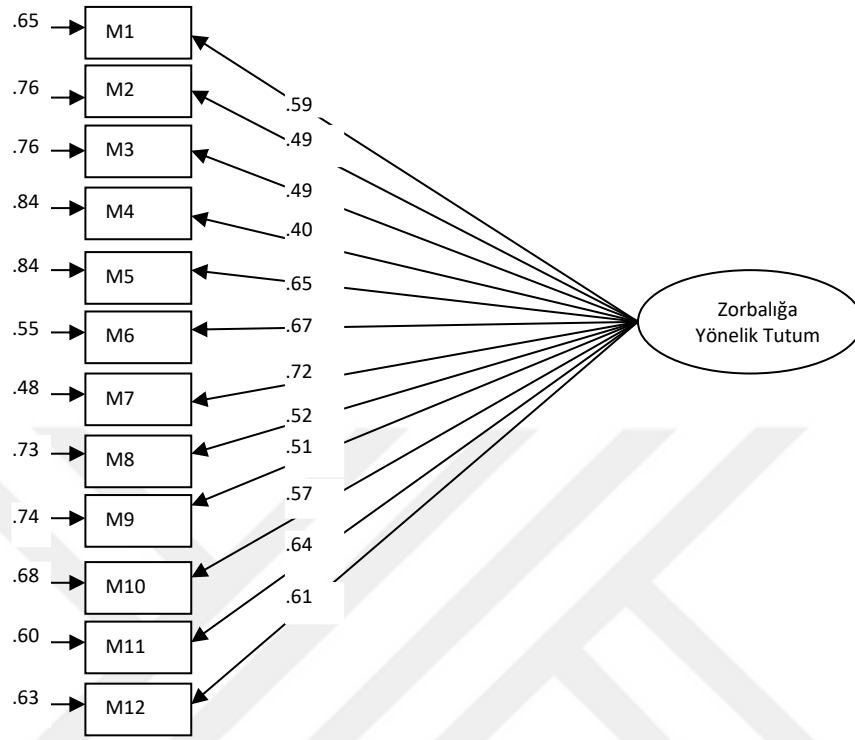 .65
M1
.59
.76
M2
.49
.76
M3
.49
.84
M4
.40
.84
M5
.65
.55
M6
.67
.48
M7
.72
.73
M8
.52
.74
M9
.51
.68
M10
.57
.60
M11
.64
.63
M12
.61
Zorbalığa
Yönelik Tutum